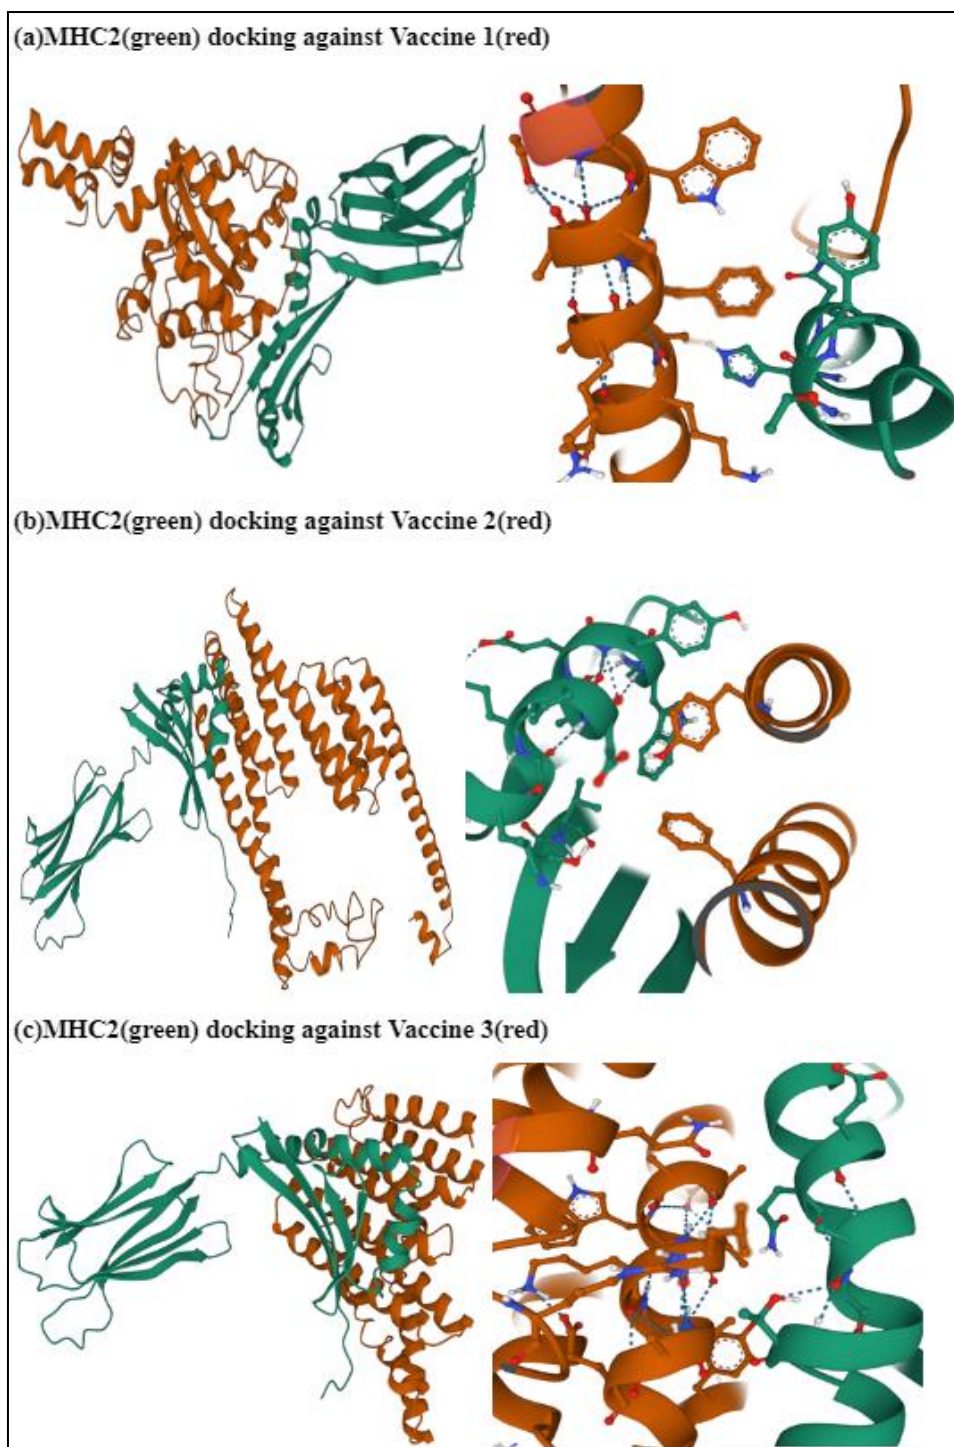 (a)MHC2(green) docking against Vaccine 1(red)
(b)MHC2(green) docking against Vaccine 2(red)
(c)MHC2(green) docking against Vaccine 3(red)